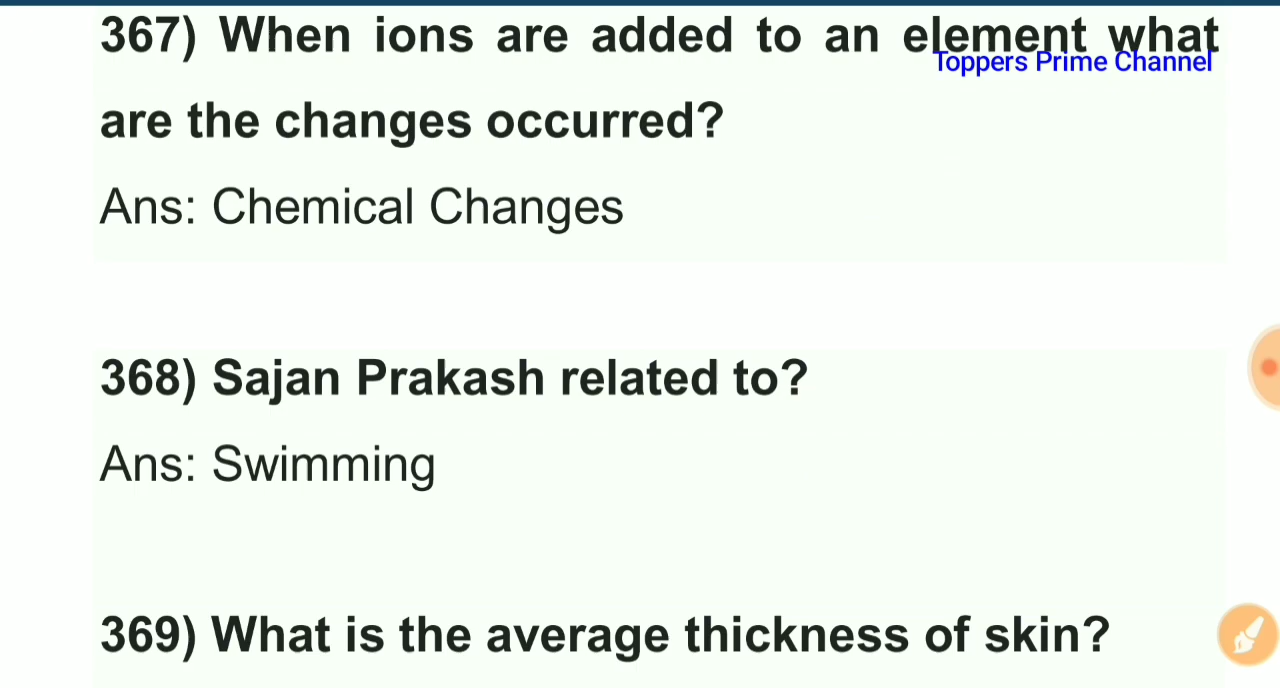 367) When ions are added to an element what
Toppers Prime Channel
are the changes occurred?
Ans: Chemical Changes
368) Sajan Prakash related to?
Ans: Swimming
369) What is the average thickness of skin?